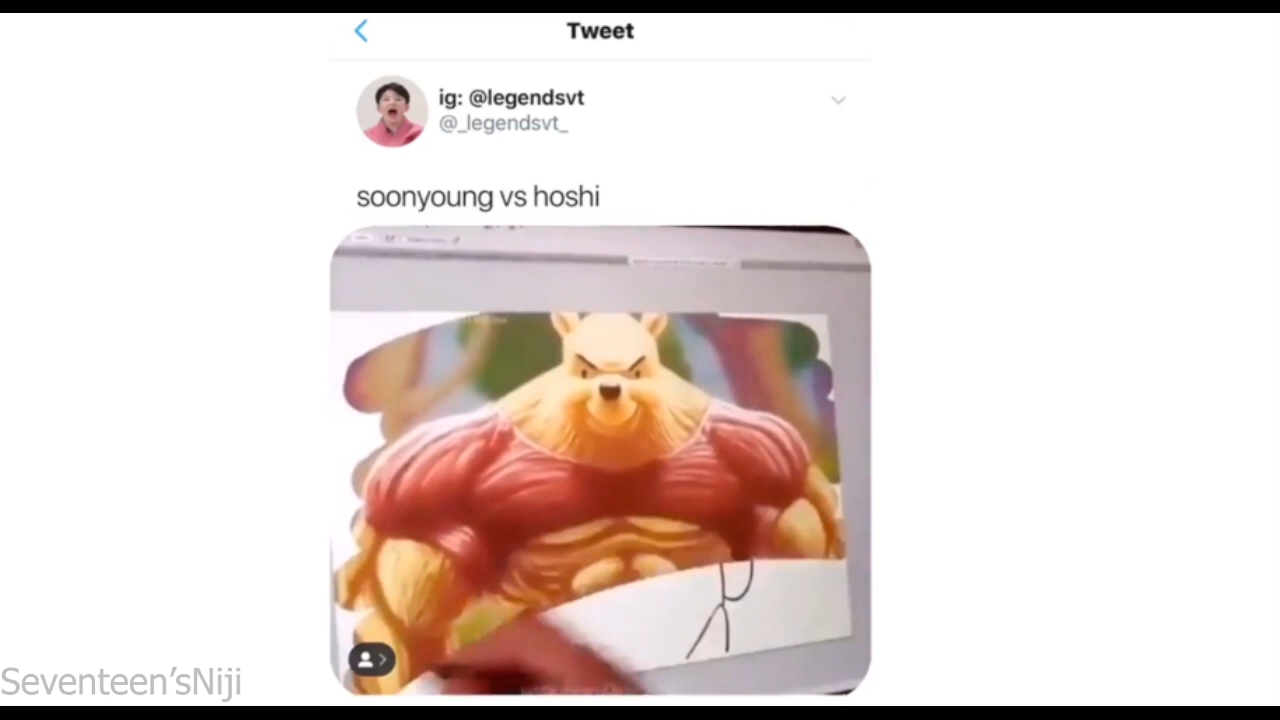 Tweet
ig: @legendsvt
@_legendsvt_
soonyoung vs hoshi
Seventeen'sNiji